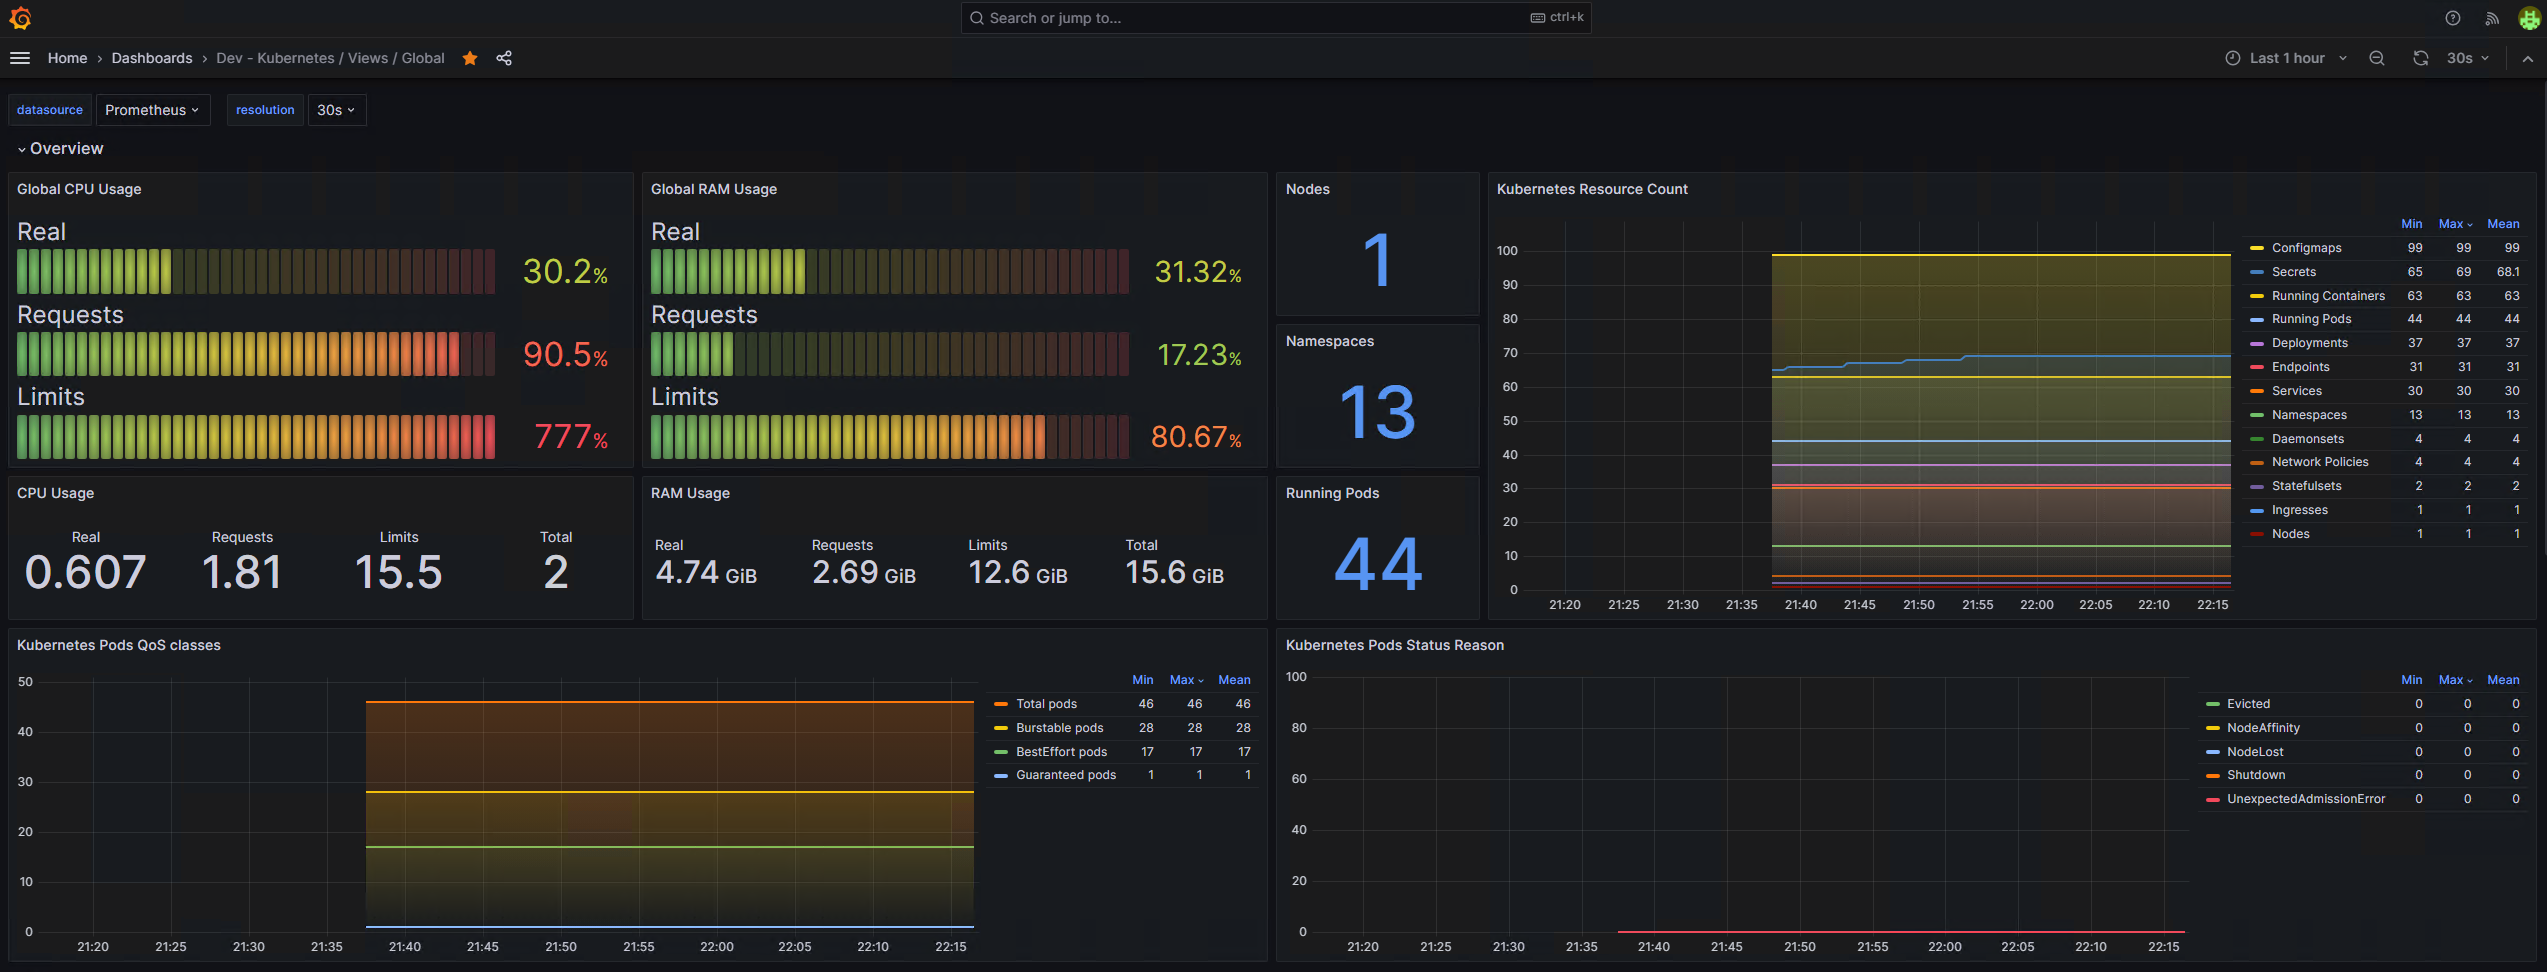 Search or jump to...
ctrl+k
Home › Dashboards › Dev - Kubernetes / Views / Global
Last 1 hour
30s
datasource Prometheus
resolution 30s
Overview
Global CPU Usage
Real
30.2%
Requests
90.5%
Limits
777%
Global RAM Usage
Real
31.32%
Requests
17.23%
Limits
80.67%
Nodes
1
Namespaces
13
Kubernetes Resource Count
100
90
80
70
60
50
40
30
20
10
0
21:20 21:25 21:30 21:35 21:40 21:45 21:50 21:55 22:00 22:05 22:10 22:15
Min Max Mean
Configmaps 99 99 99
Secrets 65 69 68.1
Running Containers 63 63 63
Running Pods 44 44 44
Deployments 37 37 37
Endpoints 31 31 31
Services 30 30 30
Namespaces 13 13 13
Daemonsets 4 4 4
Network Policies 4 4 4
Statefulsets 2 2 2
Ingresses 1 1 1
Nodes 1 1 1
CPU Usage
Real Requests Limits Total
0.607 1.81 15.5 2
RAM Usage
Real Requests Limits Total
4.74 GiB 2.69 GiB 12.6 GiB 15.6 GiB
Running Pods
44
Kubernetes Pods QoS classes
50
40
30
20
10
0
21:20 21:25 21:30 21:35 21:40 21:45 21:50 21:55 22:00 22:05 22:10 22:15
Min Max Mean
Total pods 46 46 46
Burstable pods 28 28 28
BestEffort pods 17 17 17
Guaranteed pods 1 1 1
Kubernetes Pods Status Reason
100
80
60
40
20
0
21:20 21:25 21:30 21:35 21:40 21:45 21:50 21:55 22:00 22:05 22:10 22:15
Min Max Mean
Evicted 0 0 0
NodeAffinity 0 0 0
NodeLost 0 0 0
Shutdown 0 0 0
UnexpectedAdmissionError 0 0 0